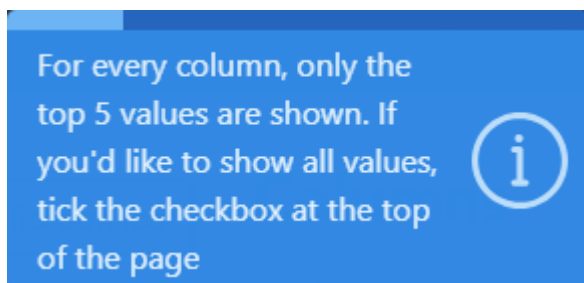 For every column, only the
top 5 values are shown. If
you'd like to show all values,
tick the checkbox at the top
of the page